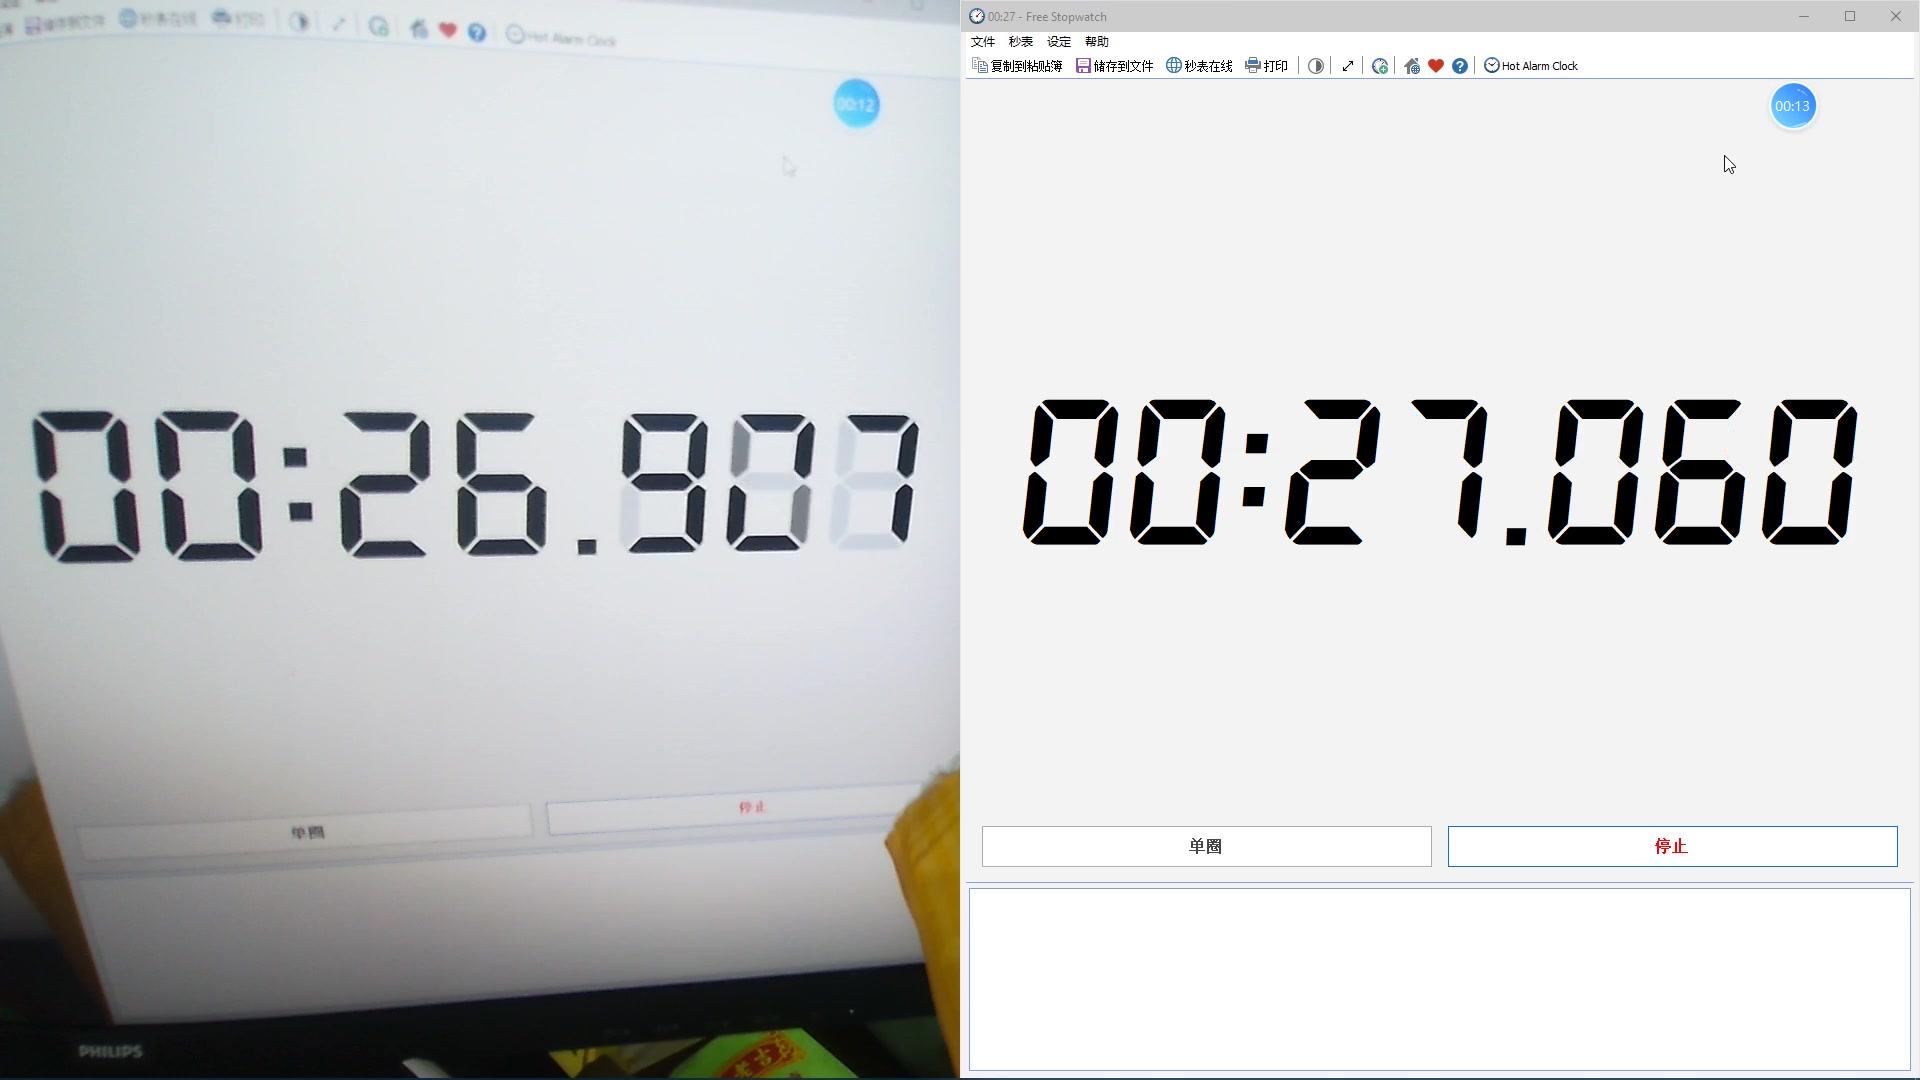 储存到文件 秒表在线 打印 Hot Alarm Clock
00:12
00:26.907
单圈 停止
PHILIPS
00:27 - Free Stopwatch
文件 秒表 设定 帮助
复制到粘贴簿 储存到文件 秒表在线 打印 Hot Alarm Clock
00:13
00:27.060
单圈 停止